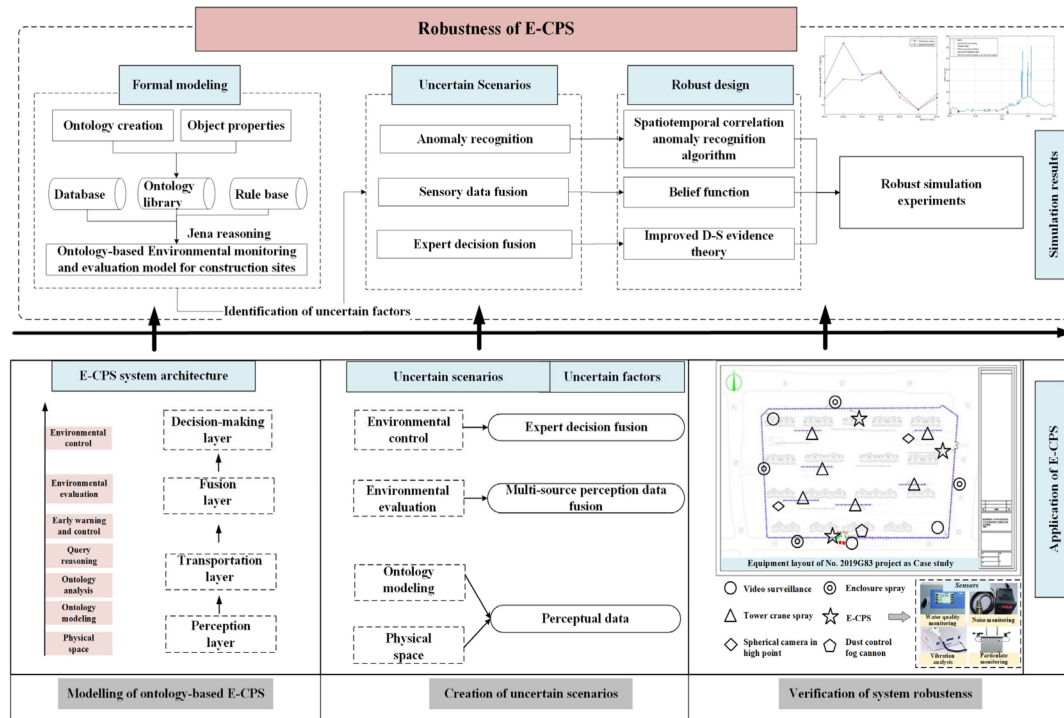 Robustness of E-CPS
Formal modeling
Ontology creation
Object properties
Database
Ontology
library
Rule base
Jena reasoning
Ontology-based Environmental monitoring
and evaluation model for construction sites
Identification of uncertain factors
Uncertain Scenarios
Anomaly recognition
Sensory data fusion
Expert decision fusion
Robust design
Spatiotemporal correlation
anomaly recognition
algorithm
Belief function
Improved D-S evidence
theory
Robust simulation
experiments
Simulation results
E-CPS system architecture
Environmental
control
Environmental
evaluation
Early warning
and control
Query
reasoning
Ontology
analysis
Ontology
modeling
Physical
space
Decision-making
layer
Fusion
layer
Transportation
layer
Perception
layer
Modelling of ontology-based E-CPS
Uncertain scenarios
Uncertain factors
Environmental
control
Expert decision fusion
Environmental
evaluation
Multi-source perception data
fusion
Ontology
modeling
Physical
space
Perceptual data
Creation of uncertain scenarios
Equipment layout of No. 2019G83 project as Case study
Video surveillance
Enclosure spray
Tower crane spray
E-CPS
Spherical camera in
high point
Dust control
fog cannon
Sensors
Water quality
monitoring
Noise monitoring
Vibration
analysis
Particulate
monitoring
Verification of system robustenss
Application of E-CPS